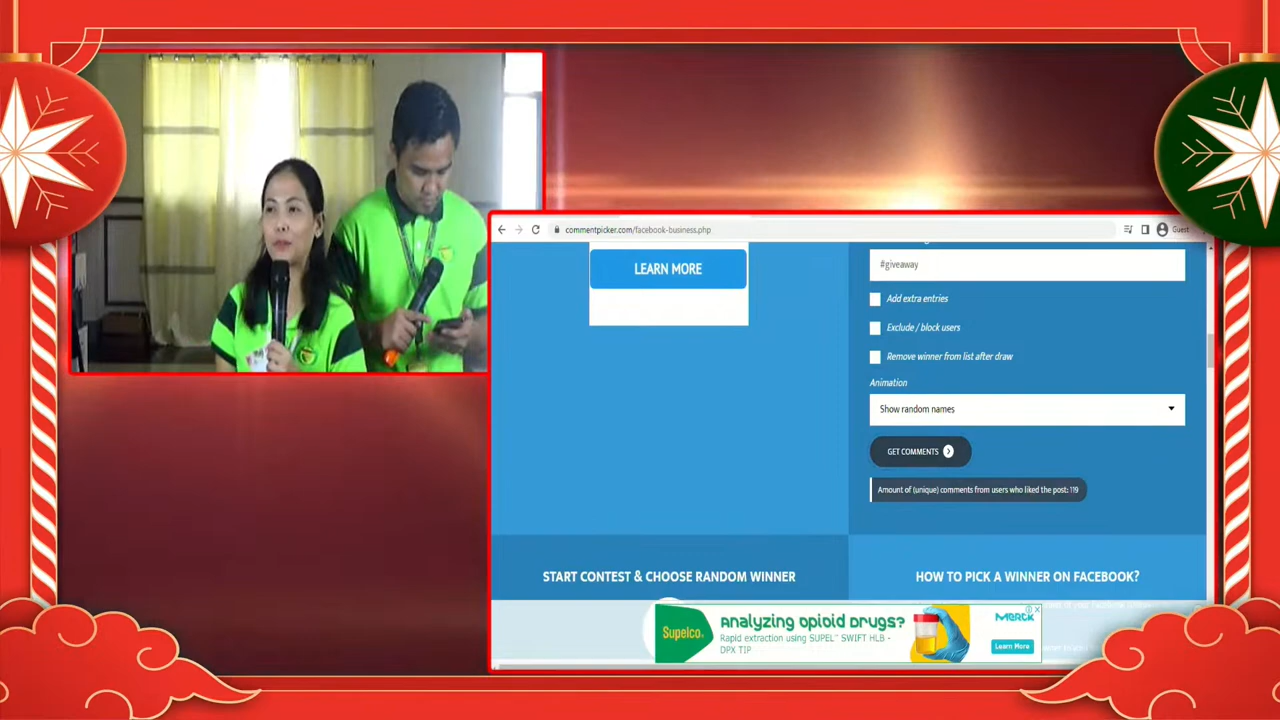 commentpicker.com/facebook-business.php
Guest
LEARN MORE
#giveaway
Add extra entries
Exclude / block users
Remove winner from list after draw
Animation
Show random names
GET COMMENTS
Amount of (unique) comments from users who liked the post: 119
START CONTEST & CHOOSE RANDOM WINNER
HOW TO PICK A WINNER ON FACEBOOK?
Supelco.
Analyzing Opioid Drugs?
Rapid extraction using SUPEL™ SWIFT HLB -
DPX TIP
MERCK
Learn More